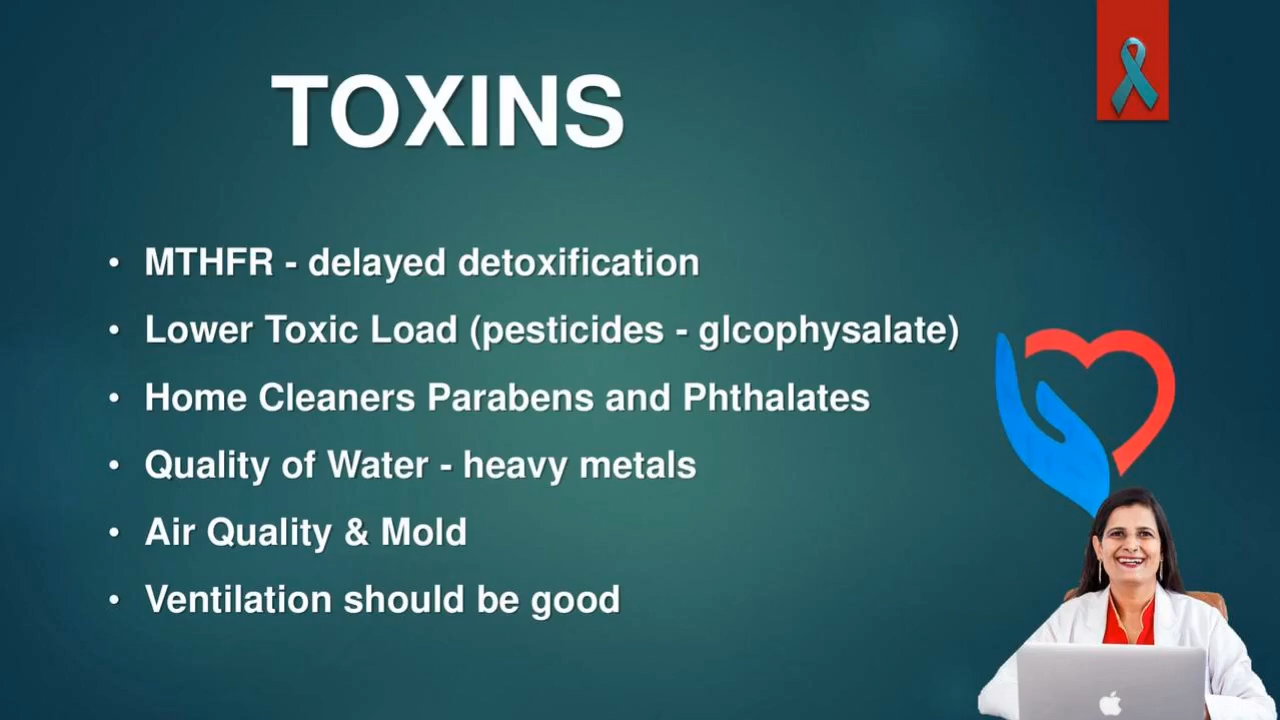 TOXINS
• MTHFR - delayed detoxification
• Lower Toxic Load (pesticides - glcophysalate)
• Home Cleaners Parabens and Phthalates
• Quality of Water - heavy metals
• Air Quality & Mold
• Ventilation should be good